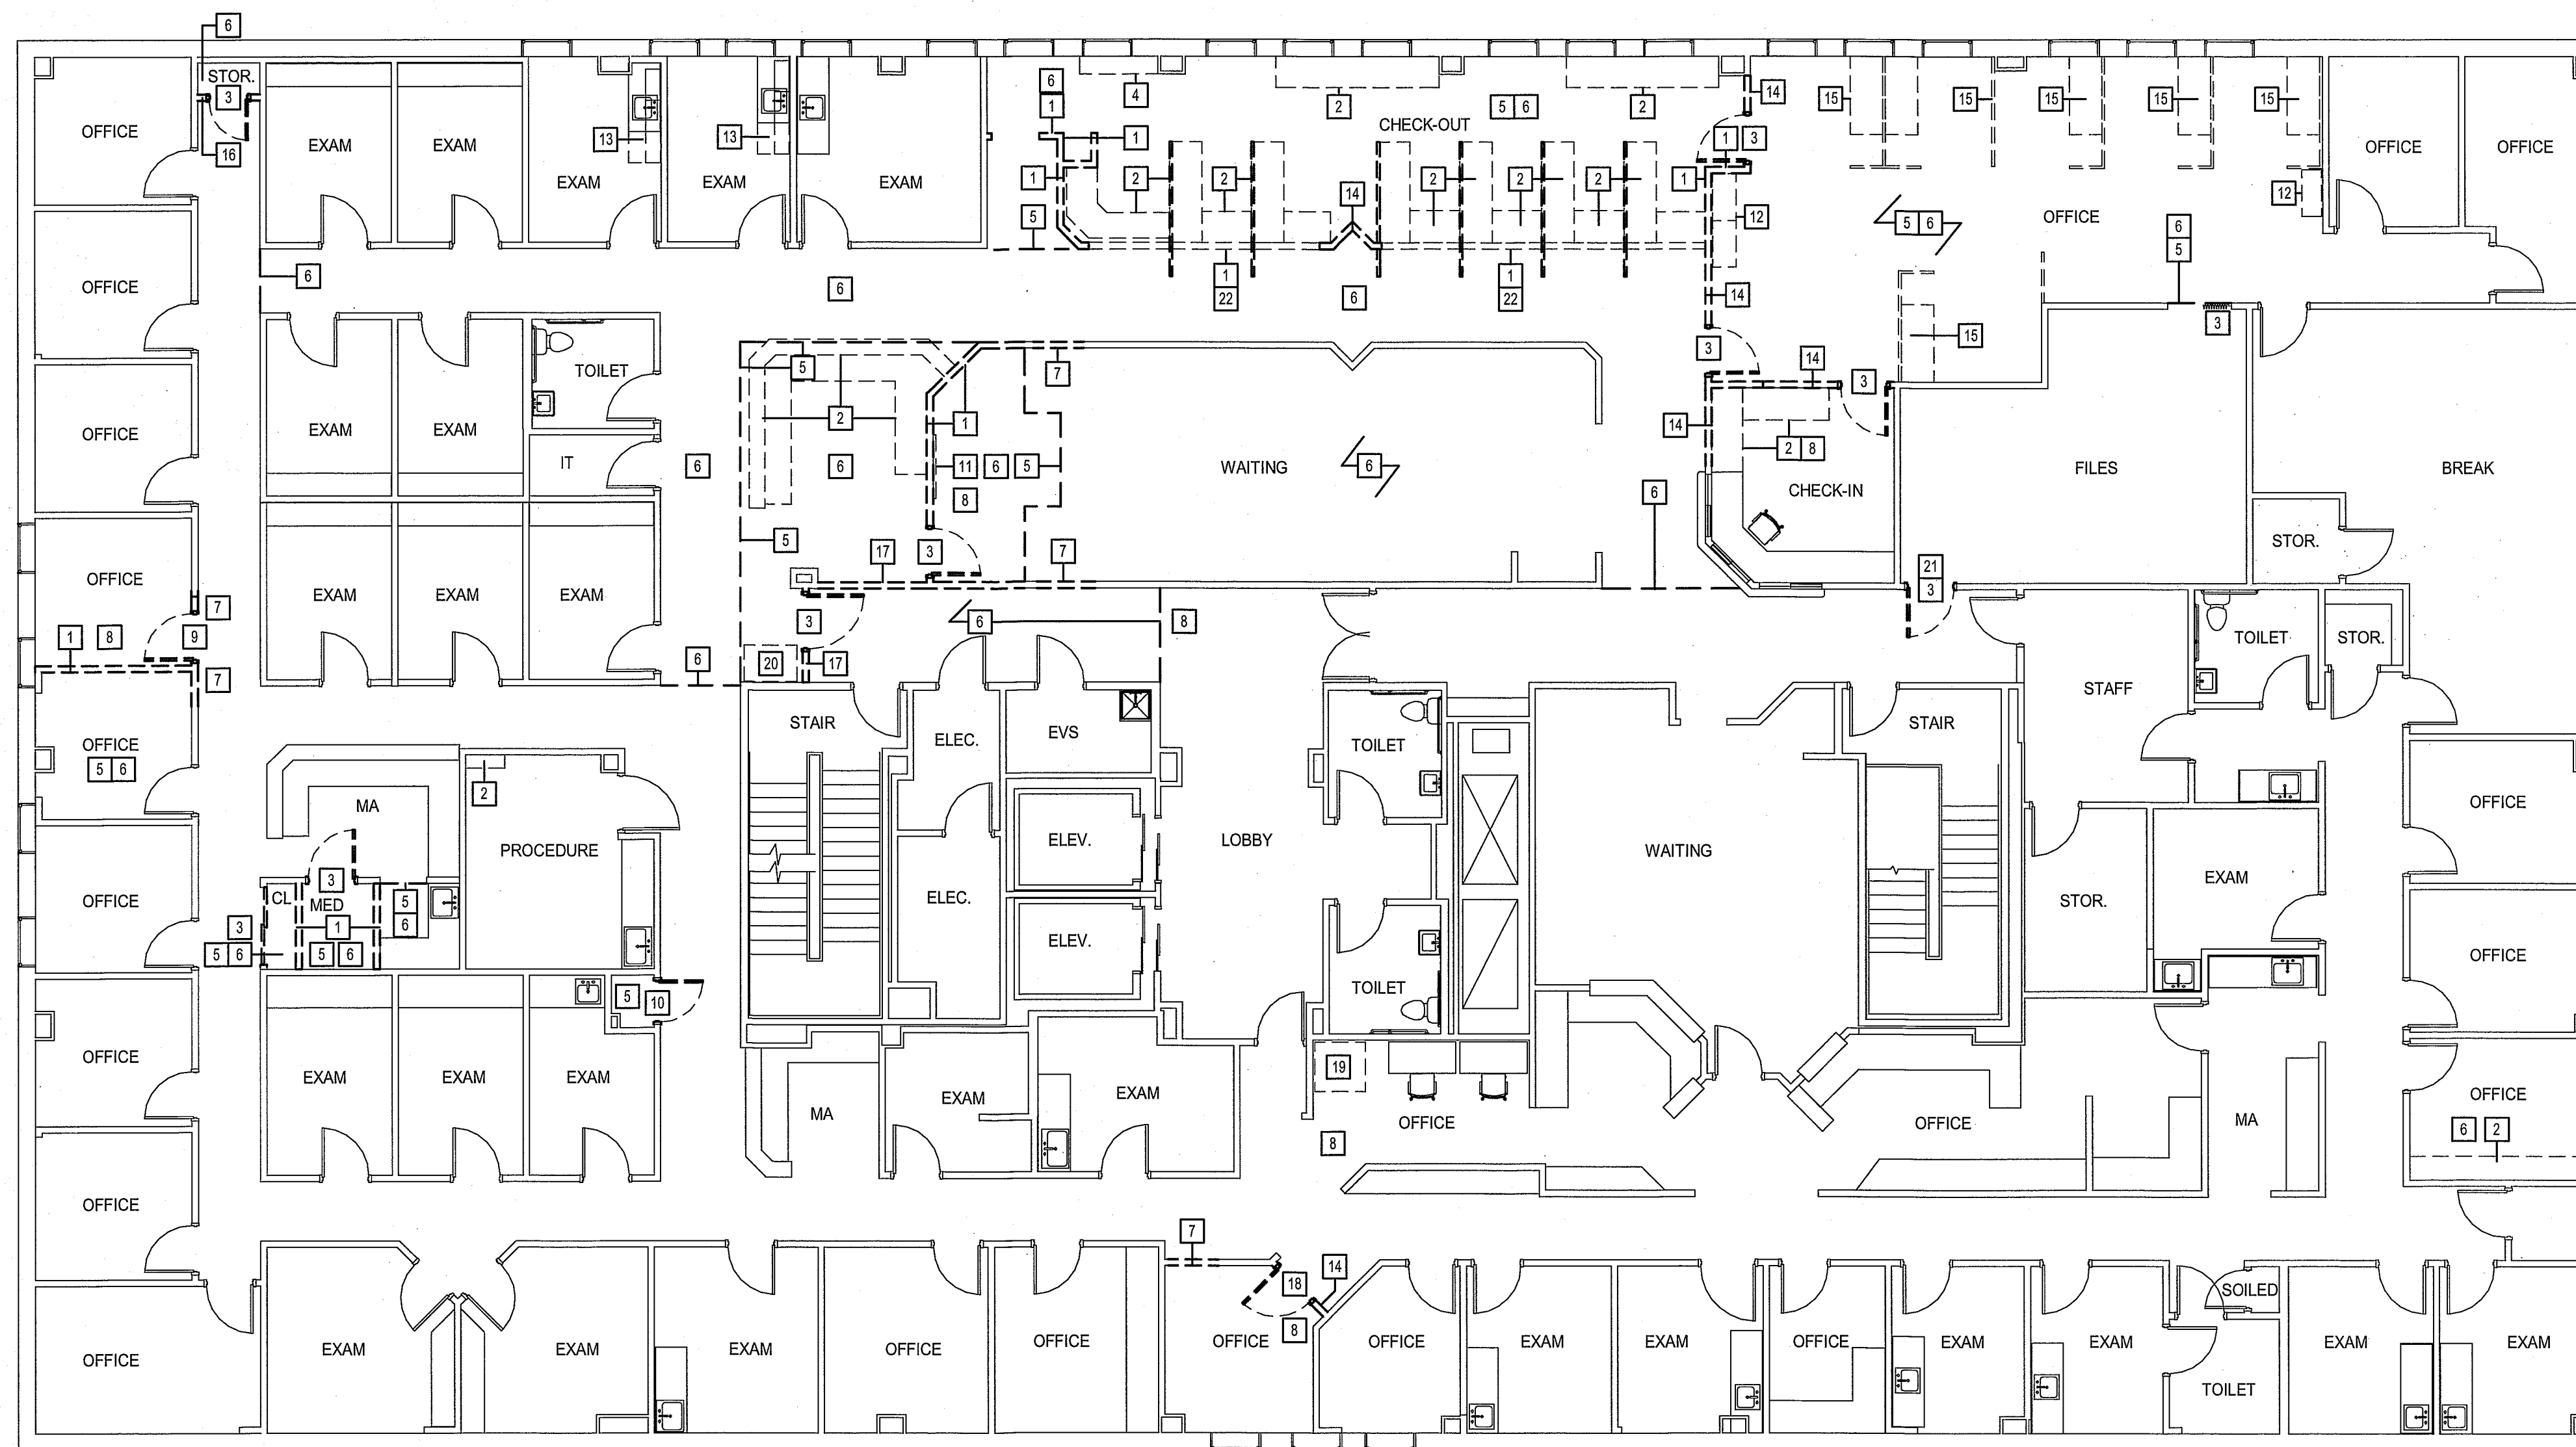 6
STOR.
3
16
OFFICE
EXAM
EXAM
13
EXAM
13
EXAM
EXAM
6
1
4
1
1
5
2
CHECK-OUT
5 6
2
14
1 3
2
2
14
2
2
2
1
12
15
15
15
15
15
OFFICE
OFFICE
12
5 6
OFFICE
6
5
OFFICE
6
6
1
22
6
1
22
14
3
15
3
TOILET
5
7
3
14
3
OFFICE
EXAM
EXAM
2
1
14
2 8
IT
6
6
11 6 5
8
WAITING
6
6
CHECK-IN
FILES
BREAK
5
17
3
7
STOR.
OFFICE
EXAM
EXAM
EXAM
21
3
7
1 8 9
7
3
6
8
TOILET
STOR.
6
20
17
STAFF
STAIR
ELEC.
EVS
TOILET
STAIR
OFFICE
5 6
2
MA
PROCEDURE
ELEV.
LOBBY
WAITING
OFFICE
3
CL
MED
1
5
6
3
5 6
5 6
OFFICE
ELEC.
ELEV.
STOR.
EXAM
OFFICE
5 10
TOILET
OFFICE
EXAM
EXAM
EXAM
MA
EXAM
EXAM
19
OFFICE
8
OFFICE
MA
OFFICE
6 2
OFFICE
7
18
14
8
OFFICE
EXAM
EXAM
EXAM
OFFICE
OFFICE
OFFICE
OFFICE
EXAM
EXAM
OFFICE
EXAM
EXAM
SOILED
TOILET
EXAM
EXAM